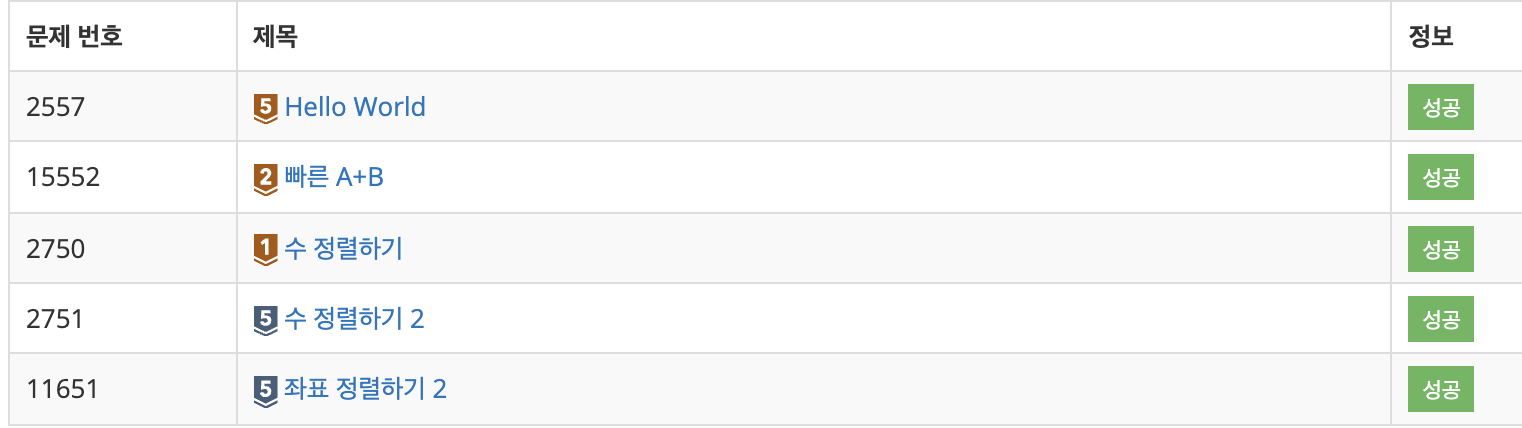 문제 번호 제목 정보
2557 5 Hello World 성공
15552 2 빠른 A+B 성공
2750 1 수 정렬하기 성공
2751 5 수 정렬하기 2 성공
11651 5 좌표 정렬하기 2 성공